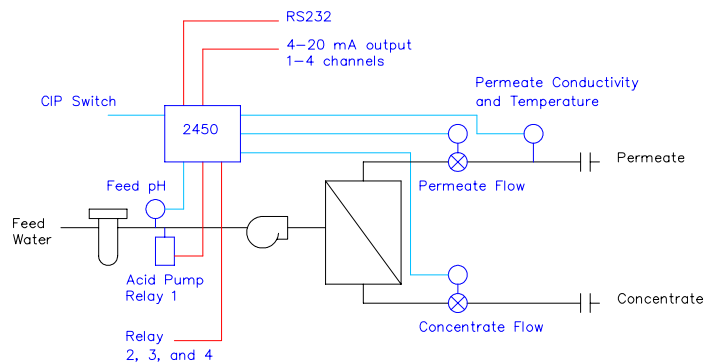 RS232
4-20 mA output
1-4 channels
CIP Switch
2450
Permeate Conductivity
and Temperature
Permeate
Permeate Flow
Feed pH
Feed
Water
Acid Pump
Relay 1
Concentrate
Concentrate Flow
Relay
2, 3, and 4